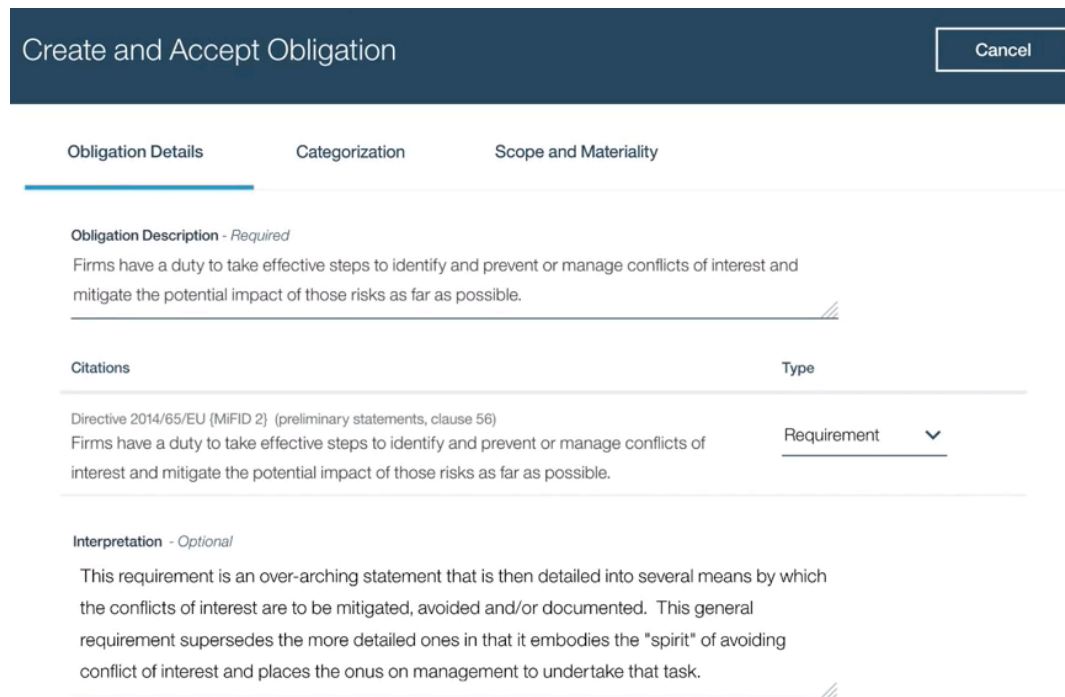 Create and Accept Obligation
Cancel
Obligation Details
Categorization
Scope and Materiality
Obligation Description - Required
Firms have a duty to take effective steps to identify and prevent or manage conflicts of interest and
mitigate the potential impact of those risks as far as possible.
Citations
Type
Directive 2014/65/EU {MiFID 2} (preliminary statements, clause 56)
Firms have a duty to take effective steps to identify and prevent or manage conflicts of
interest and mitigate the potential impact of those risks as far as possible.
Requirement
Interpretation - Optional
This requirement is an over-arching statement that is then detailed into several means by which
the conflicts of interest are to be mitigated, avoided and/or documented. This general
requirement supersedes the more detailed ones in that it embodies the "spirit" of avoiding
conflict of interest and places the onus on management to undertake that task.